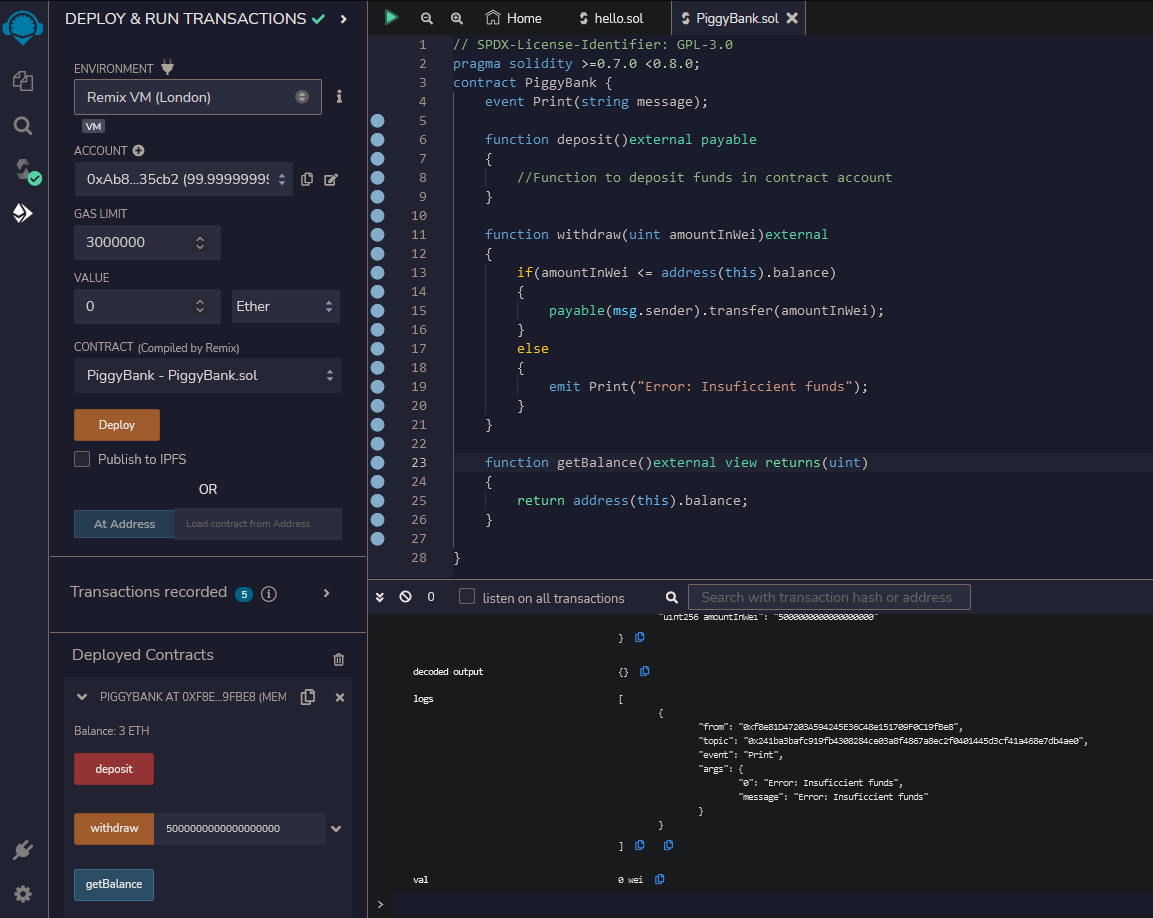 DEPLOY & RUN TRANSACTIONS
ENVIRONMENT
Remix VM (London)
VM
ACCOUNT
0xAb8...35cb2 (99.99999999
GAS LIMIT
3000000
VALUE
0
Ether
CONTRACT (Compiled by Remix)
PiggyBank - PiggyBank.sol
Deploy
Publish to IPFS
OR
At Address
Load contract from Address
Transactions recorded 5
Deployed Contracts
PIGGYBANK AT 0XF8E...9FBE8 (MEM
Balance: 3 ETH
deposit
withdraw
5000000000000000000
getBalance
Home
hello.sol
PiggyBank.sol
1 // SPDX-License-Identifier: GPL-3.0
2 pragma solidity >=0.7.0 <0.8.0;
3 contract PiggyBank {
4     event Print(string message);
5
6     function deposit()external payable
7     {
8         //Function to deposit funds in contract account
9     }
10
11     function withdraw(uint amountInWei)external
12     {
13         if(amountInWei <= address(this).balance)
14         {
15             payable(msg.sender).transfer(amountInWei);
16         }
17         else
18         {
19             emit Print("Error: Insuficcient funds");
20         }
21     }
22
23     function getBalance()external view returns(uint)
24     {
25         return address(this).balance;
26     }
27
28 }
0
listen on all transactions
Search with transaction hash or address
"uint256 amountInWei": "5000000000000000000"
}
decoded output {}
logs [
{
"from": "0xf8e81D47203A594245E36C48e151709F0C19fBe8",
"topic": "0x241ba3bafc919fb4308284ce03a8f4867a8ec2f0401445d3cf41a468e7db4ae0",
"event": "Print",
"args": {
"0": "Error: Insuficcient funds",
"message": "Error: Insuficcient funds"
}
}
]
val 0 wei
>